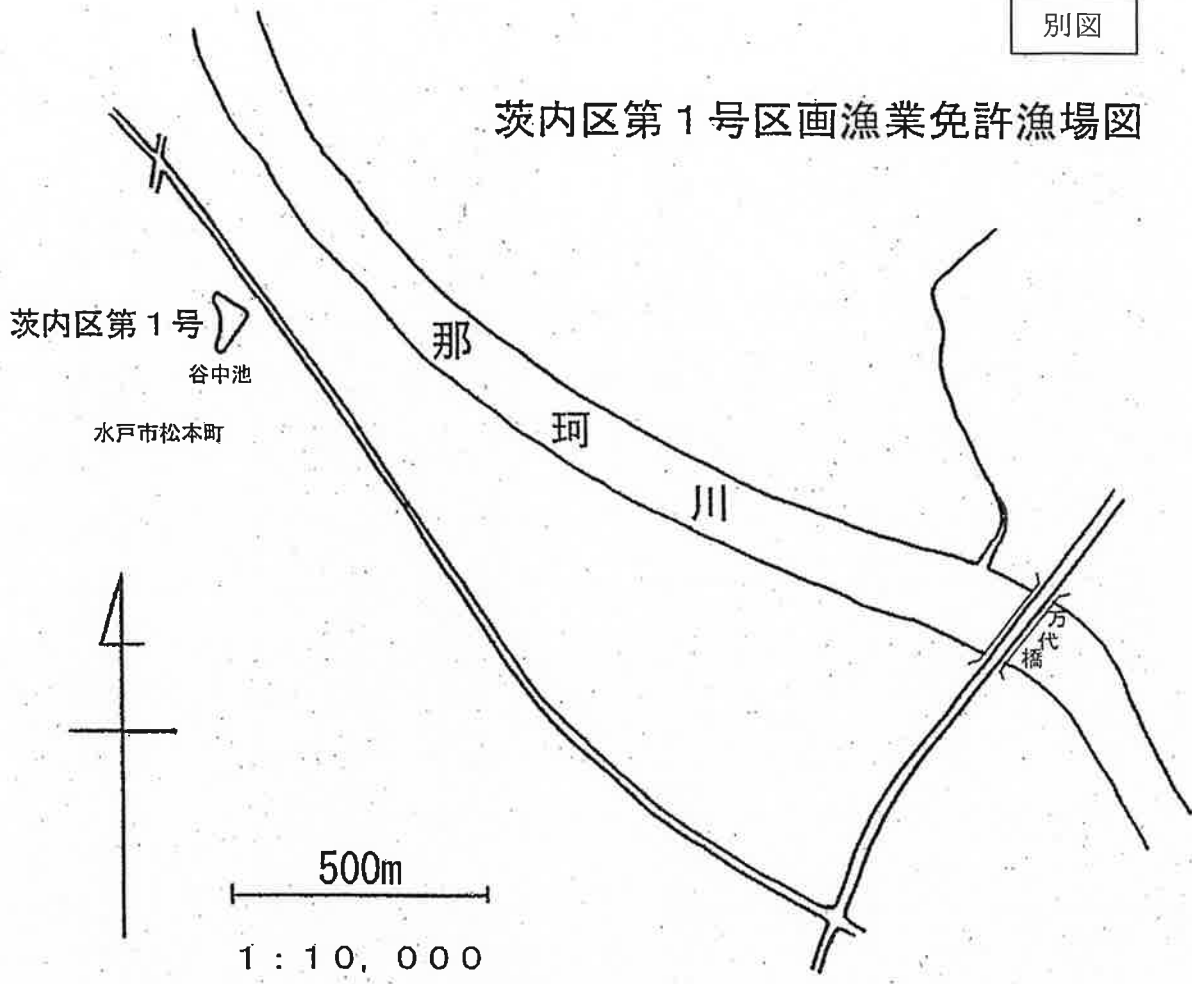 別図
茨内区第1号区画漁業免許漁場図
茨内区第1号
谷中池
水戸市松本町
那珂川
万代橋
500m
1:10,000